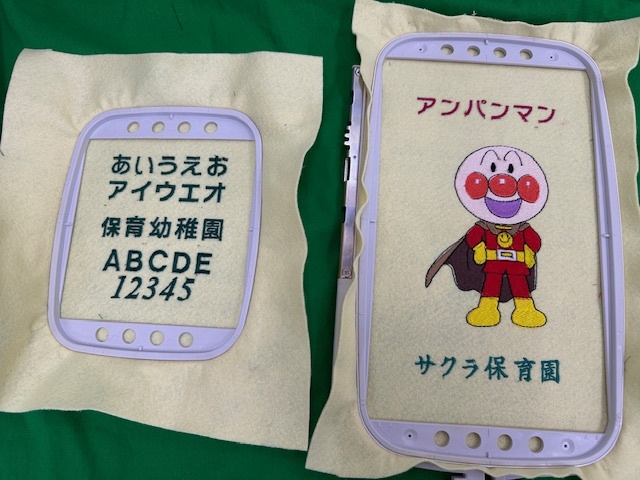 あいうえお
アイウエオ
保育幼稚園
ABCDE
12345
アンパンマン
サクラ保育園